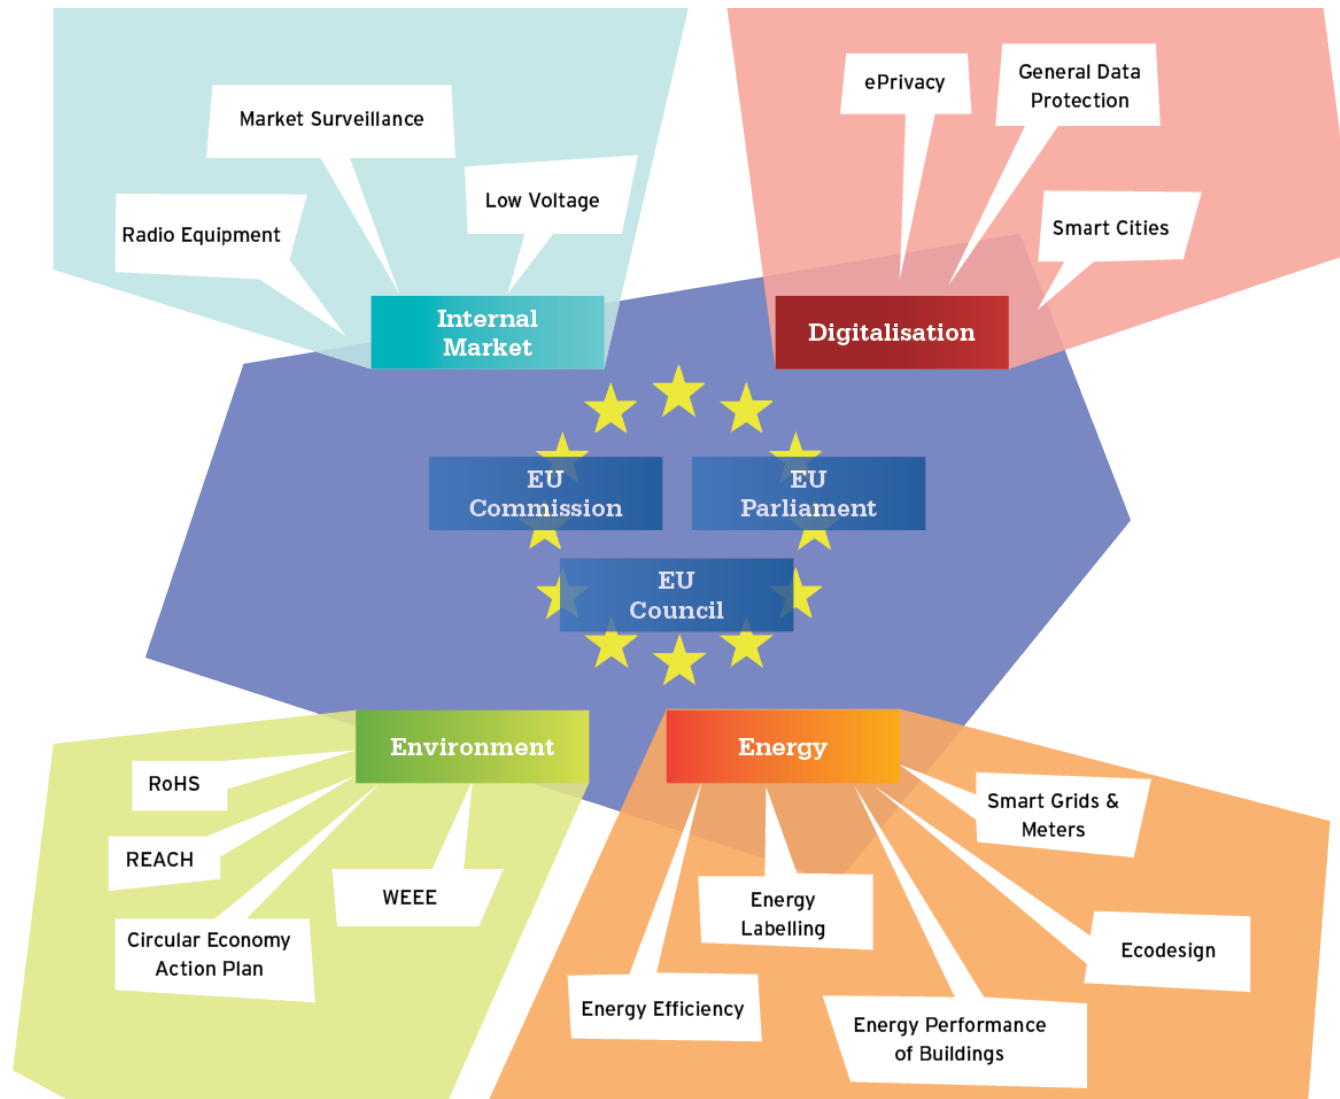 Market Surveillance
Low Voltage
Radio Equipment
Internal
Market
ePrivacy
General Data
Protection
Smart Cities
Digitalisation
EU
Commission
EU
Parliament
EU
Council
Environment
RoHS
REACH
Circular Economy
Action Plan
WEEE
Energy
Smart Grids &
Meters
Energy
Labelling
Ecodesign
Energy Efficiency
Energy Performance
of Buildings